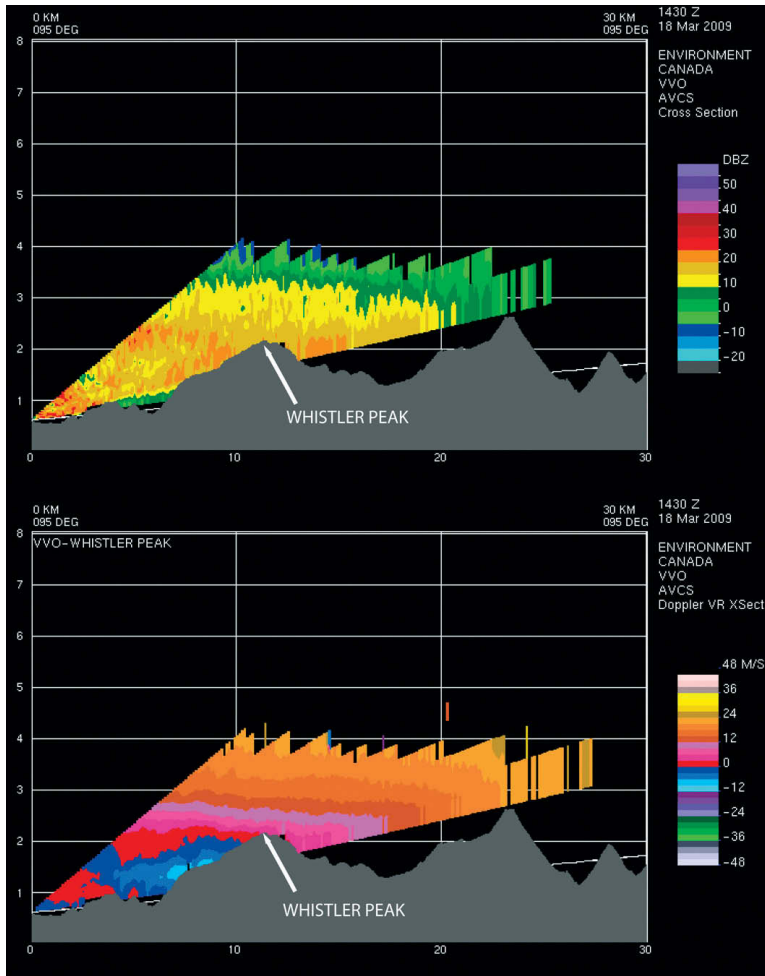 0 KM
095 DEG
30 KM
095 DEG
1430 Z
18 Mar 2009
ENVIRONMENT
CANADA
VVO
AVCS
Cross Section
DBZ
50
40
30
20
10
0
-10
-20
8
7
6
5
4
3
2
1
WHISTLER PEAK
0
10
20
30
0 KM
095 DEG
30 KM
095 DEG
1430 Z
18 Mar 2009
VVO-WHISTLER PEAK
ENVIRONMENT
CANADA
VVO
AVCS
Doppler VR XSect
48 M/S
36
24
12
0
-12
-24
-36
-48
8
7
6
5
4
3
2
1
WHISTLER PEAK
0
10
20
30